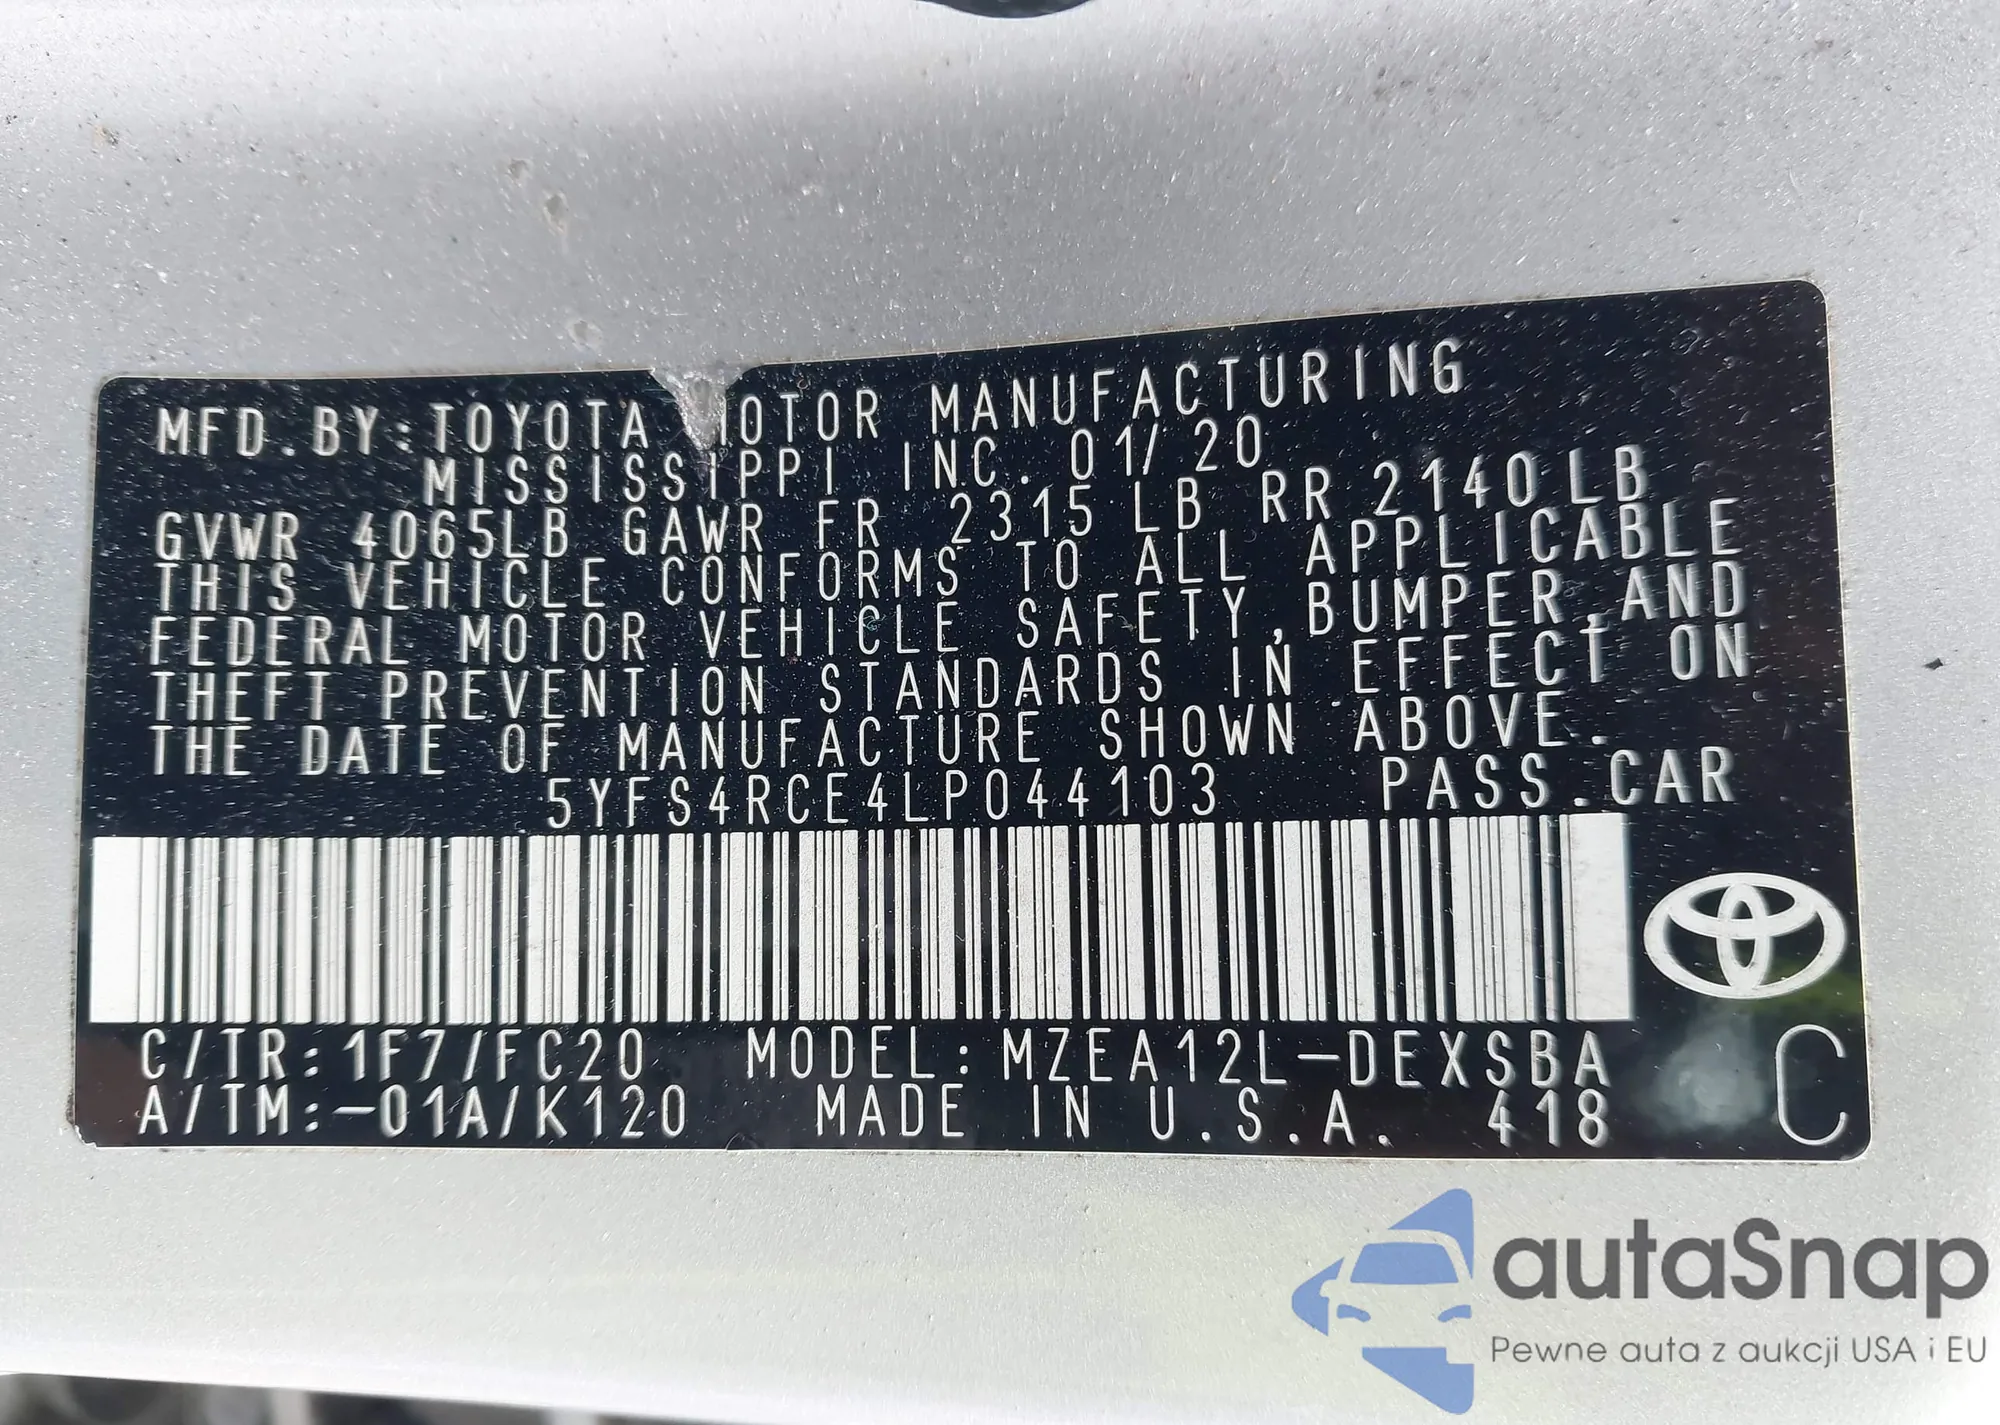 MFD.BY:TOYOTA MOTOR MANUFACTURING
MISSISSIPPI INC. 01/20
GVWR 4065LB GAWR FR 2315LB RR 2140LB
THIS VEHICLE CONFORMS TO ALL APPLICABLE
FEDERAL MOTOR VEHICLE SAFETY,BUMPER,AND
THEFT PREVENTION STANDARDS IN EFFECT ON
THE DATE OF MANUFACTURE SHOWN ABOVE.
5YFS4RCE4LP044103 PASS.CAR
C/TR:1F7/FC20 MODEL:MZEA12L-DEXSBA
A/TM:-01A/K120 MADE IN U.S.A. 418
C
autaSnap
Pewne auta z aukcji USA i EU